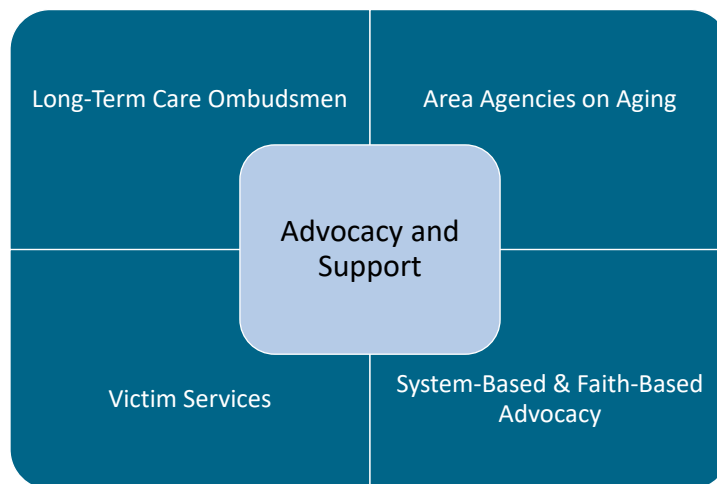 Long-Term Care Ombudsmen
Area Agencies on Aging
Advocacy and
Support
Victim Services
System-Based & Faith-Based
Advocacy